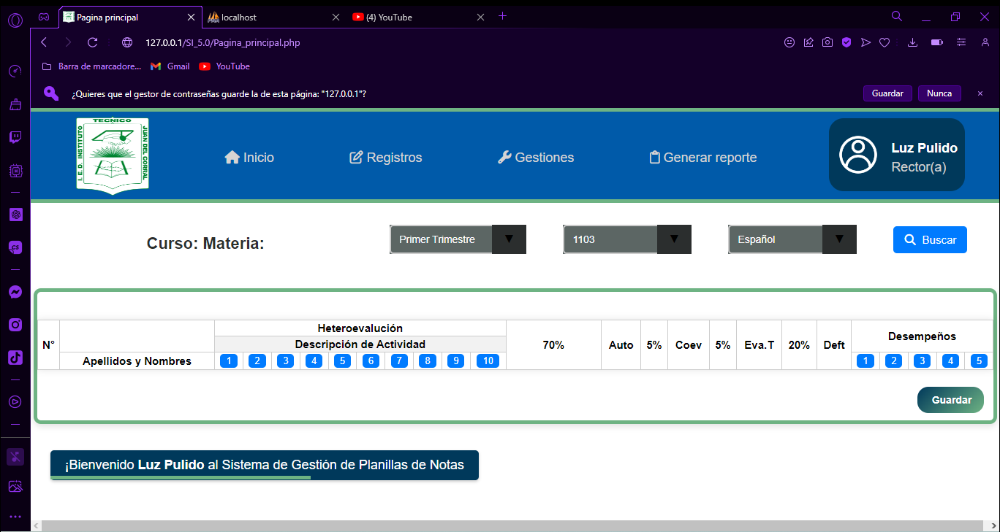 Pagina principal
localhost
(4) YouTube
127.0.0.1/SI_5.0/Pagina_principal.php
Barra de marcadore...
Gmail
YouTube
¿Quieres que el gestor de contraseñas guarde la de esta página: "127.0.0.1"?
Guardar
Nunca
TECNICO
I.E.D. INSTITUTO
JUAN DEL CORRAL
Inicio
Registros
Gestiones
Generar reporte
Luz Pulido
Rector(a)
Curso: Materia:
Primer Trimestre
1103
Español
Buscar
N°
Apellidos y Nombres
Heteroevalución
Descripción de Actividad
1 2 3 4 5 6 7 8 9 10
70%
Auto
5%
Coev
5%
Eva.T
20%
Deft
Desempeños
1 2 3 4 5
Guardar
¡Bienvenido Luz Pulido al Sistema de Gestión de Planillas de Notas